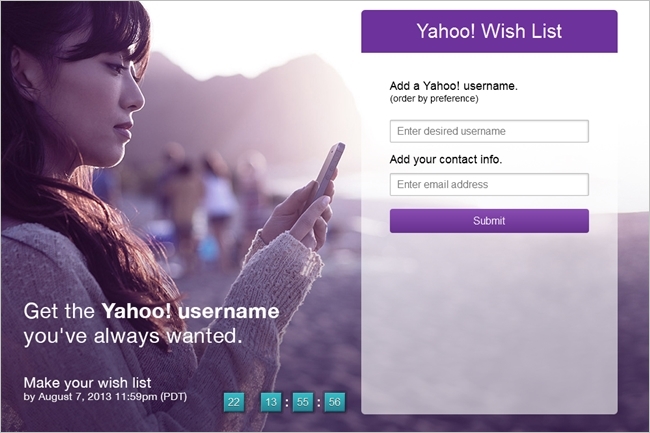 Yahoo! Wish List
Add a Yahoo! username.
(order by preference)
Enter desired username
Add your contact info.
Enter email address
Submit
Get the Yahoo! username
you've always wanted.
Make your wish list
by August 7, 2013 11:59pm (PDT)
22 13 : 55 : 56